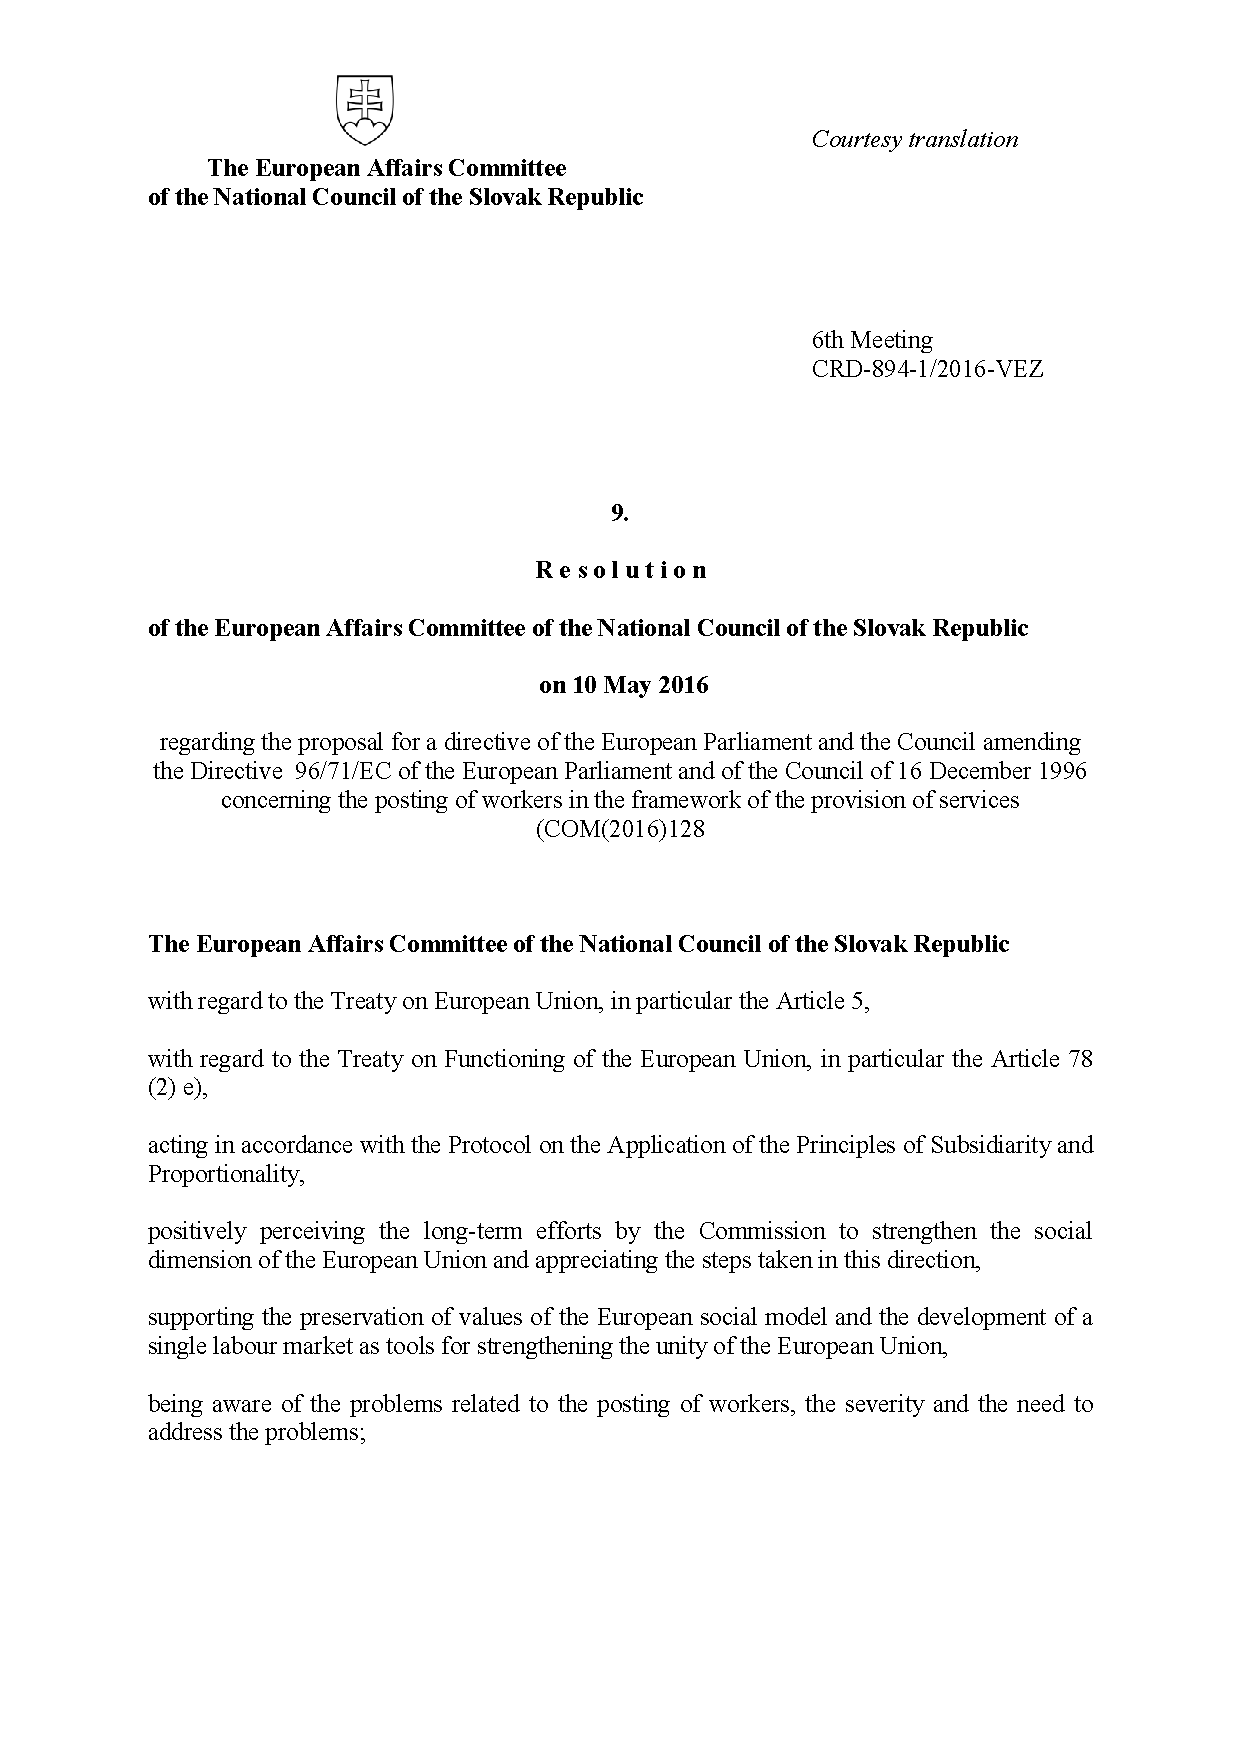 Courtesy translation
The European Affairs Committee
of the National Council of the Slovak Republic
6th Meeting
CRD-894-1/2016-VEZ
9.
R e s o l u t i o n
of the European Affairs Committee of the National Council of the Slovak Republic
on 10 May 2016
regarding the proposal for a directive of the European Parliament and the Council amending
the Directive 96/71/EC of the European Parliament and of the Council of 16 December 1996
concerning the posting of workers in the framework of the provision of services
(COM(2016)128
The European Affairs Committee of the National Council of the Slovak Republic
with regard to the Treaty on European Union, in particular the Article 5,
with regard to the Treaty on Functioning of the European Union, in particular the Article 78
(2) e),
acting in accordance with the Protocol on the Application of the Principles of Subsidiarity and
Proportionality,
positively perceiving the long-term efforts by the Commission to strengthen the social
dimension of the European Union and appreciating the steps taken in this direction,
supporting the preservation of values of the European social model and the development of a
single labour market as tools for strengthening the unity of the European Union,
being aware of the problems related to the posting of workers, the severity and the need to
address the problems;